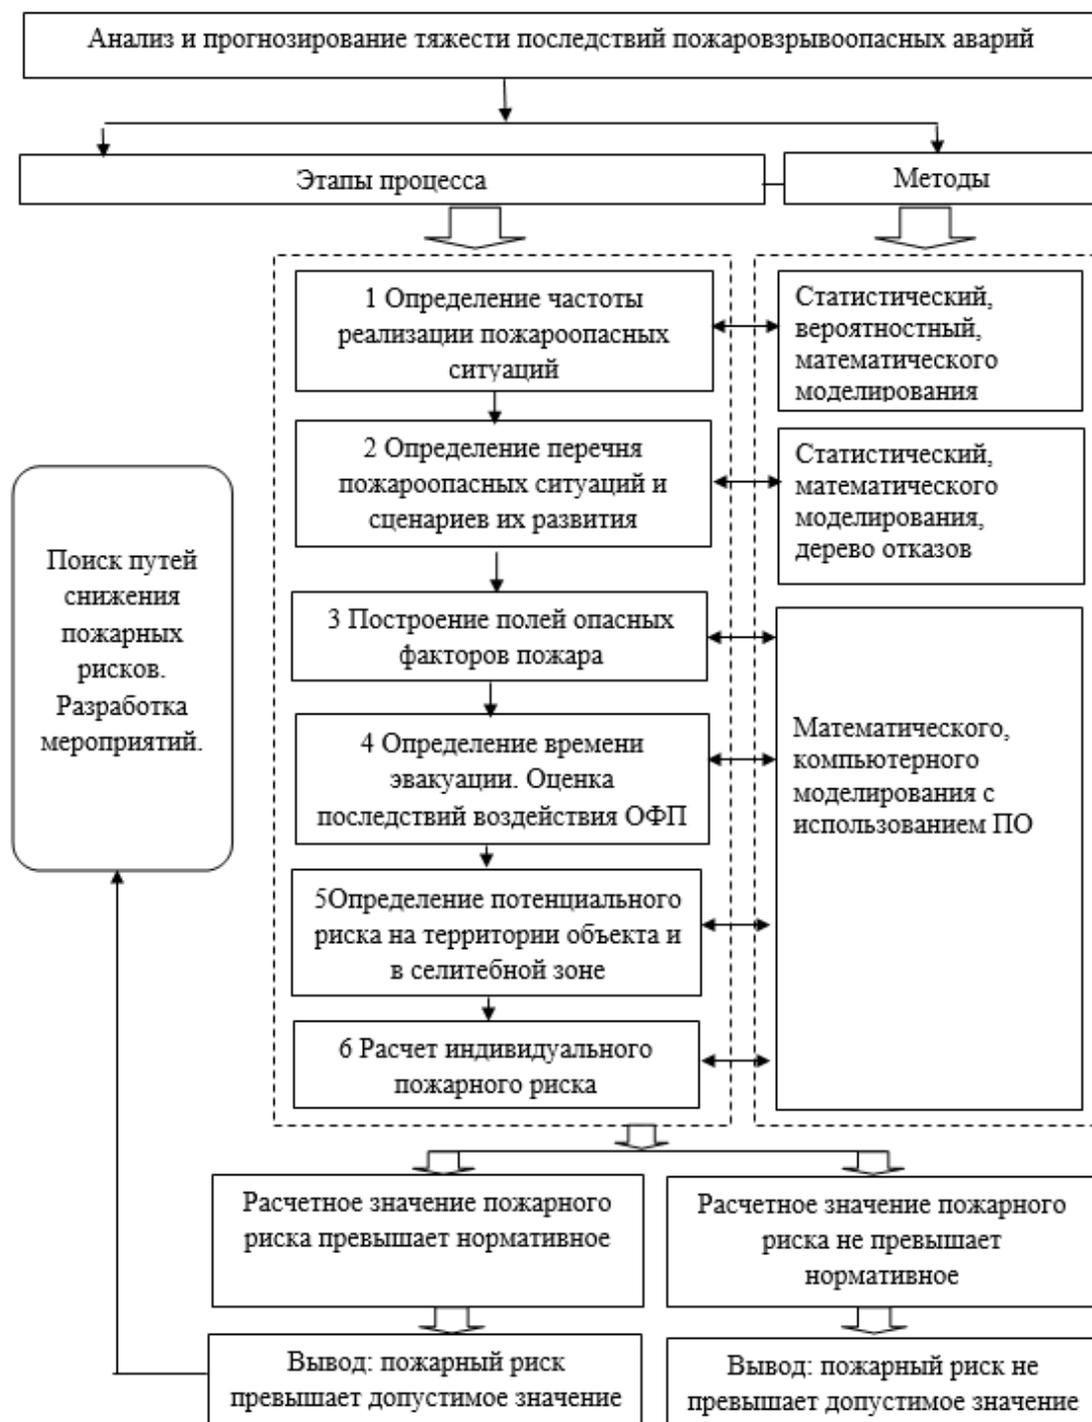 Анализ и прогнозирование тяжести последствий пожаровзрывоопасных аварий
Этапы процесса
Методы
1 Определение частоты
реализации пожароопасных
ситуаций
Статистический,
вероятностный,
математического
моделирования
2 Определение перечня
пожароопасных ситуаций и
сценариев их развития
Статистический,
математического
моделирования,
дерево отказов
Поиск путей
снижения
пожарных
рисков.
Разработка
мероприятий.
3 Построение полей опасных
факторов пожара
4 Определение времени
эвакуации. Оценка
последствий воздействия ОФП
Математического,
компьютерного
моделирования с
использованием ПО
5Определение потенциального
риска на территории объекта и
в селитебной зоне
6 Расчет индивидуального
пожарного риска
Расчетное значение пожарного
риска превышает нормативное
Расчетное значение пожарного
риска не превышает
нормативное
Вывод: пожарный риск
превышает допустимое значение
Вывод: пожарный риск не
превышает допустимое значение